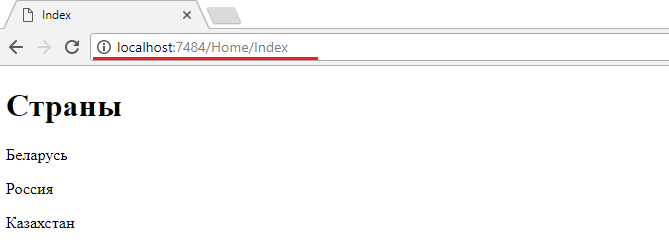 Index
localhost:7484/Home/Index
Страны
Беларусь
Россия
Казахстан